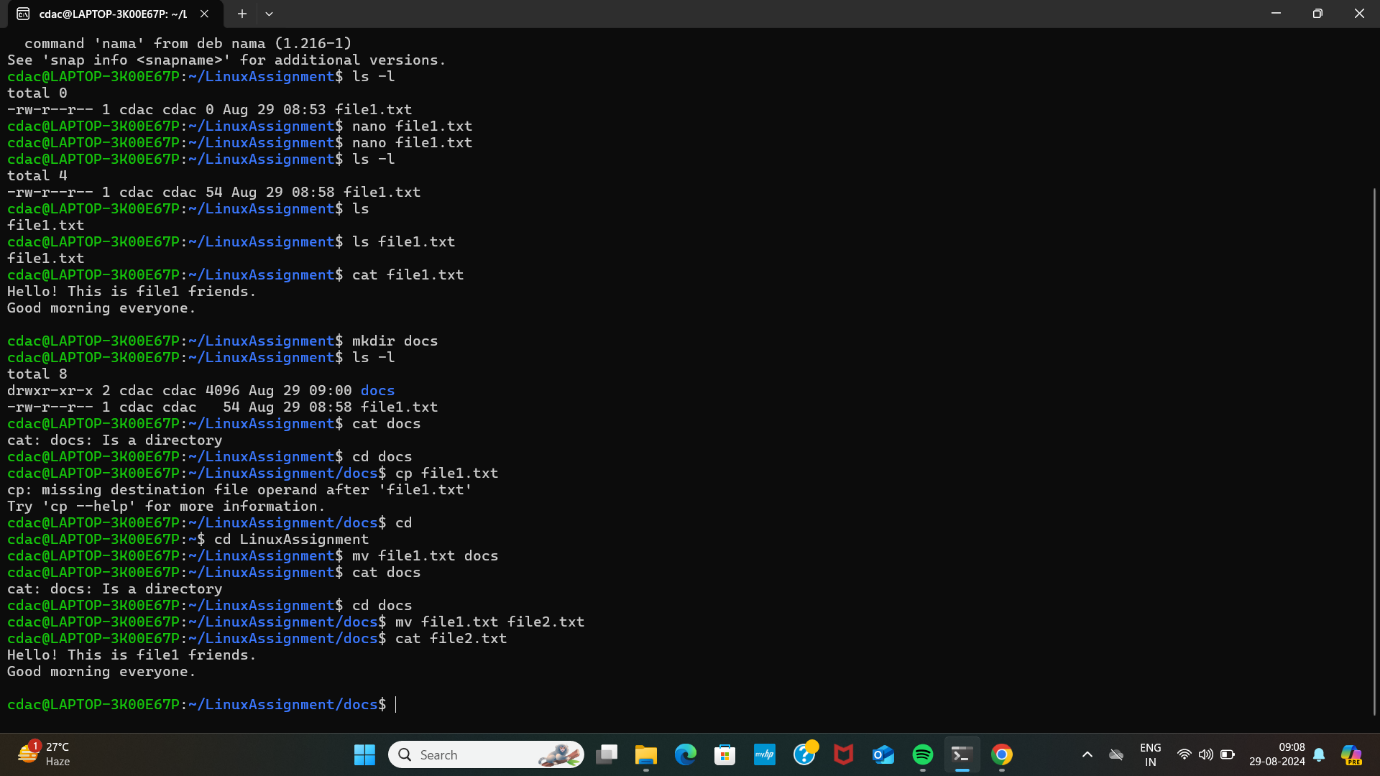 cdac@LAPTOP-3K00E67P: ~/L
command 'nama' from deb nama (1.216-1)
See 'snap info <snapname>' for additional versions.
cdac@LAPTOP-3K00E67P:~/LinuxAssignment$ ls -l
total 0
-rw-r--r-- 1 cdac cdac 0 Aug 29 08:53 file1.txt
cdac@LAPTOP-3K00E67P:~/LinuxAssignment$ nano file1.txt
cdac@LAPTOP-3K00E67P:~/LinuxAssignment$ nano file1.txt
cdac@LAPTOP-3K00E67P:~/LinuxAssignment$ ls -l
total 4
-rw-r--r-- 1 cdac cdac 54 Aug 29 08:58 file1.txt
cdac@LAPTOP-3K00E67P:~/LinuxAssignment$ ls
file1.txt
cdac@LAPTOP-3K00E67P:~/LinuxAssignment$ ls file1.txt
file1.txt
cdac@LAPTOP-3K00E67P:~/LinuxAssignment$ cat file1.txt
Hello! This is file1 friends.
Good morning everyone.
cdac@LAPTOP-3K00E67P:~/LinuxAssignment$ mkdir docs
cdac@LAPTOP-3K00E67P:~/LinuxAssignment$ ls -l
total 8
drwxr-xr-x 2 cdac cdac 4096 Aug 29 09:00 docs
-rw-r--r-- 1 cdac cdac   54 Aug 29 08:58 file1.txt
cdac@LAPTOP-3K00E67P:~/LinuxAssignment$ cat docs
cat: docs: Is a directory
cdac@LAPTOP-3K00E67P:~/LinuxAssignment$ cd docs
cdac@LAPTOP-3K00E67P:~/LinuxAssignment/docs$ cp file1.txt
cp: missing destination file operand after 'file1.txt'
Try 'cp --help' for more information.
cdac@LAPTOP-3K00E67P:~/LinuxAssignment/docs$ cd
cdac@LAPTOP-3K00E67P:~$ cd LinuxAssignment
cdac@LAPTOP-3K00E67P:~/LinuxAssignment$ mv file1.txt docs
cdac@LAPTOP-3K00E67P:~/LinuxAssignment$ cat docs
cat: docs: Is a directory
cdac@LAPTOP-3K00E67P:~/LinuxAssignment$ cd docs
cdac@LAPTOP-3K00E67P:~/LinuxAssignment/docs$ mv file1.txt file2.txt
cdac@LAPTOP-3K00E67P:~/LinuxAssignment/docs$ cat file2.txt
Hello! This is file1 friends.
Good morning everyone.
cdac@LAPTOP-3K00E67P:~/LinuxAssignment/docs$
1
27°C
Haze
Search
myhp
ENG
IN
09:08
29-08-2024
PRE